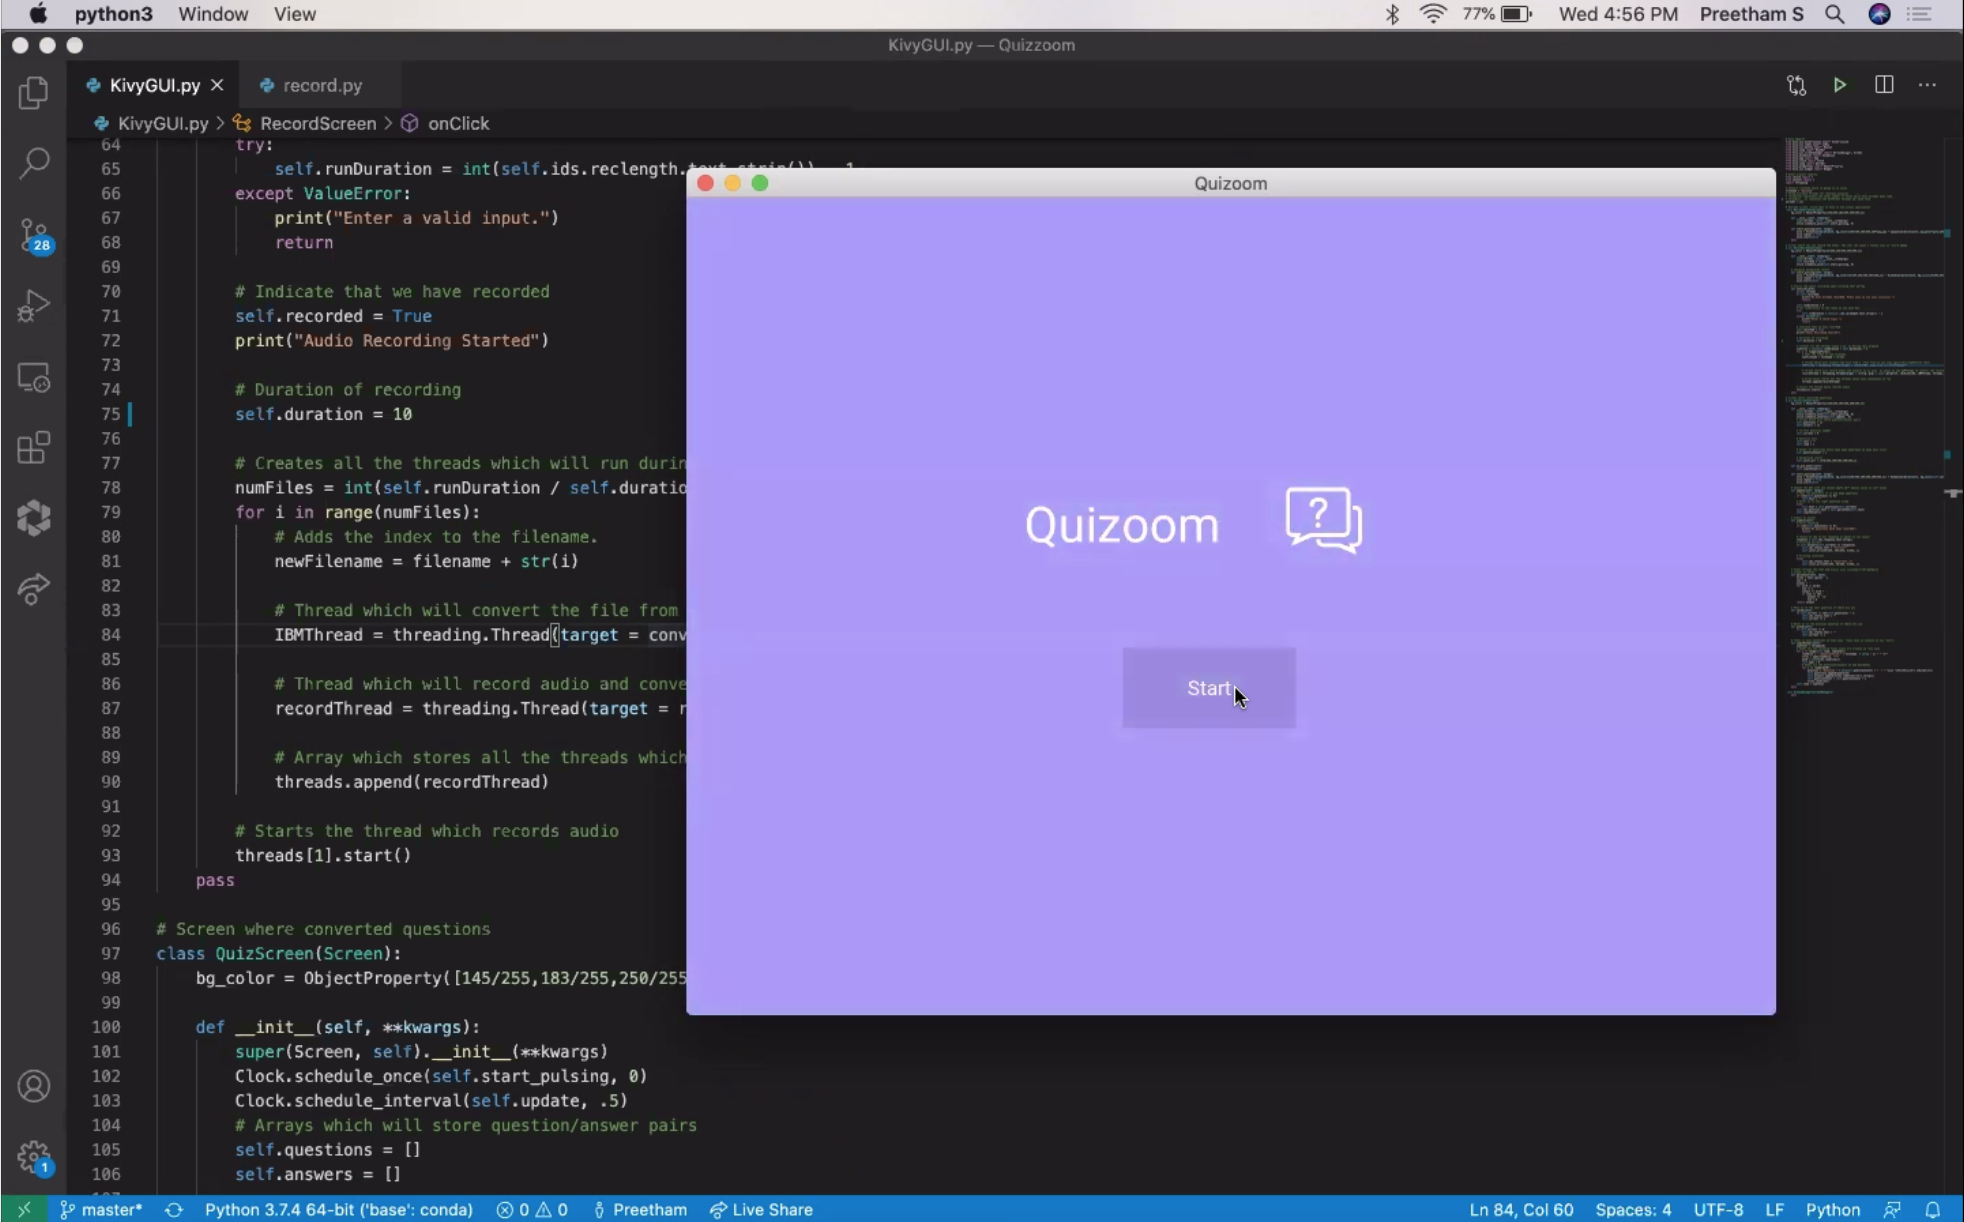 python3 Window View 77% Wed 4:56 PM Preetham S
KivyGUI.py — Quizzoom
KivyGUI.py record.py
KivyGUI.py > RecordScreen > onClick
64 try:
65 self.runDuration = int(self.ids.reclength.text.strip()) - 1
66 except ValueError:
67 print("Enter a valid input.")
68 return
69
70 # Indicate that we have recorded
71 self.recorded = True
72 print("Audio Recording Started")
73
74 # Duration of recording
75 self.duration = 10
76
77 # Creates all the threads which will run durin
78 numFiles = int(self.runDuration / self.duratio
79 for i in range(numFiles):
80 # Adds the index to the filename.
81 newFilename = filename + str(i)
82
83 # Thread which will convert the file from
84 IBMThread = threading.Thread(target = conv
85
86 # Thread which will record audio and conve
87 recordThread = threading.Thread(target = r
88
89 # Array which stores all the threads which
90 threads.append(recordThread)
91
92 # Starts the thread which records audio
93 threads[1].start()
94 pass
95
96 # Screen where converted questions
97 class QuizScreen(Screen):
98 bg_color = ObjectProperty([145/255,183/255,250/255
99
100 def __init__(self, **kwargs):
101 super(Screen, self).__init__(**kwargs)
102 Clock.schedule_once(self.start_pulsing, 0)
103 Clock.schedule_interval(self.update, .5)
104 # Arrays which will store question/answer pairs
105 self.questions = []
106 self.answers = []
28
1
Quizoom
Quizoom ?
Start
master* Python 3.7.4 64-bit ('base': conda) 0 0 Preetham Live Share Ln 84, Col 60 Spaces: 4 UTF-8 LF Python